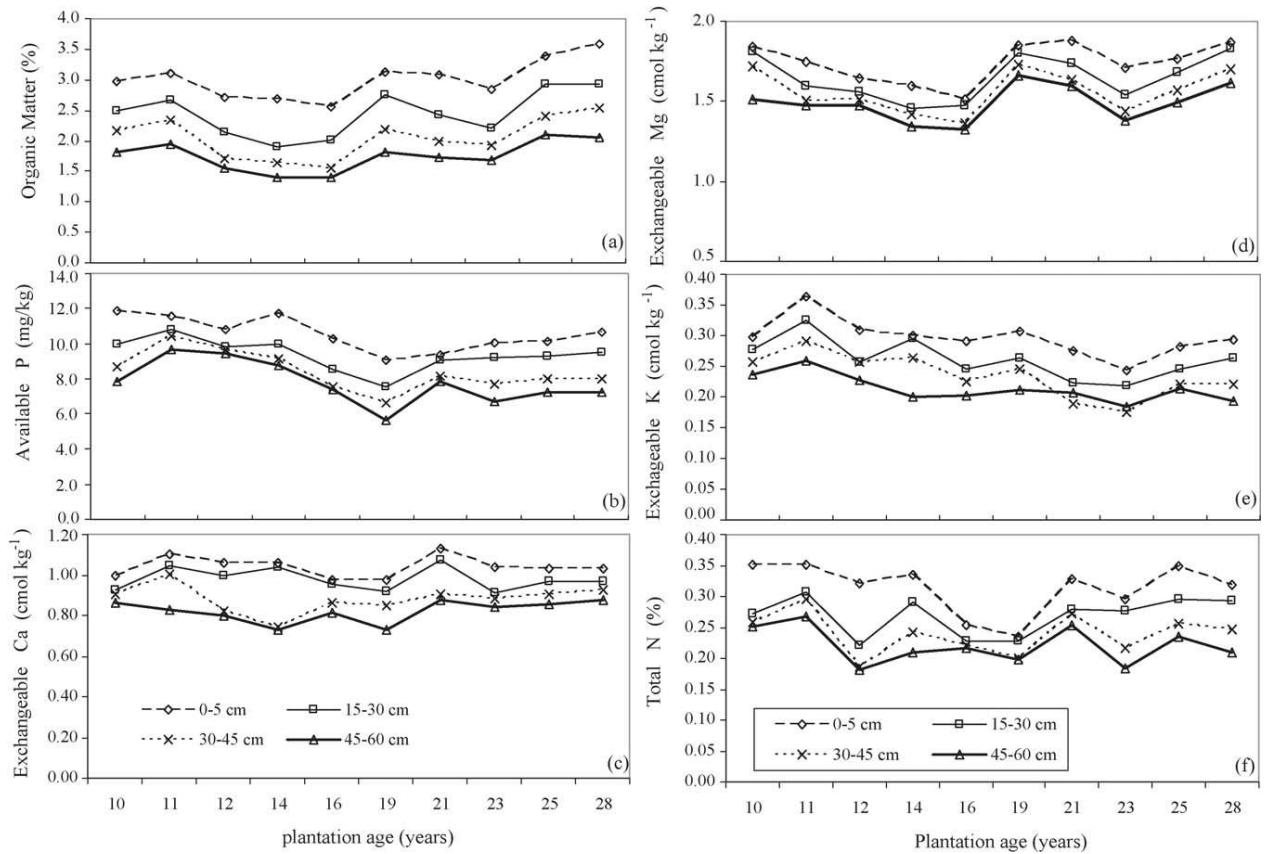 4.0
3.5
3.0
2.5
2.0
1.5
1.0
0.5
0.0
Organic Matter (%)
(a)
14.0
12.0
10.0
8.0
6.0
4.0
2.0
0.0
Available P (mg/kg)
(b)
1.20
1.00
0.80
0.60
0.40
0.20
0.00
Exchangeable Ca (cmol kg⁻¹)
0-5 cm
15-30 cm
30-45 cm
45-60 cm
(c)
10 11 12 14 16 19 21 23 25 28
plantation age (years)
2.0
1.5
1.0
0.5
Exchangeable Mg (cmol kg⁻¹)
(d)
0.40
0.35
0.30
0.25
0.20
0.15
0.10
0.05
0.00
Exchageable K (cmol kg⁻¹)
(e)
0.40
0.35
0.30
0.25
0.20
0.15
0.10
0.05
0.00
Total N (%)
0-5 cm
15-30 cm
30-45 cm
45-60 cm
(f)
10 11 12 14 16 19 21 23 25 28
Plantation age (years)